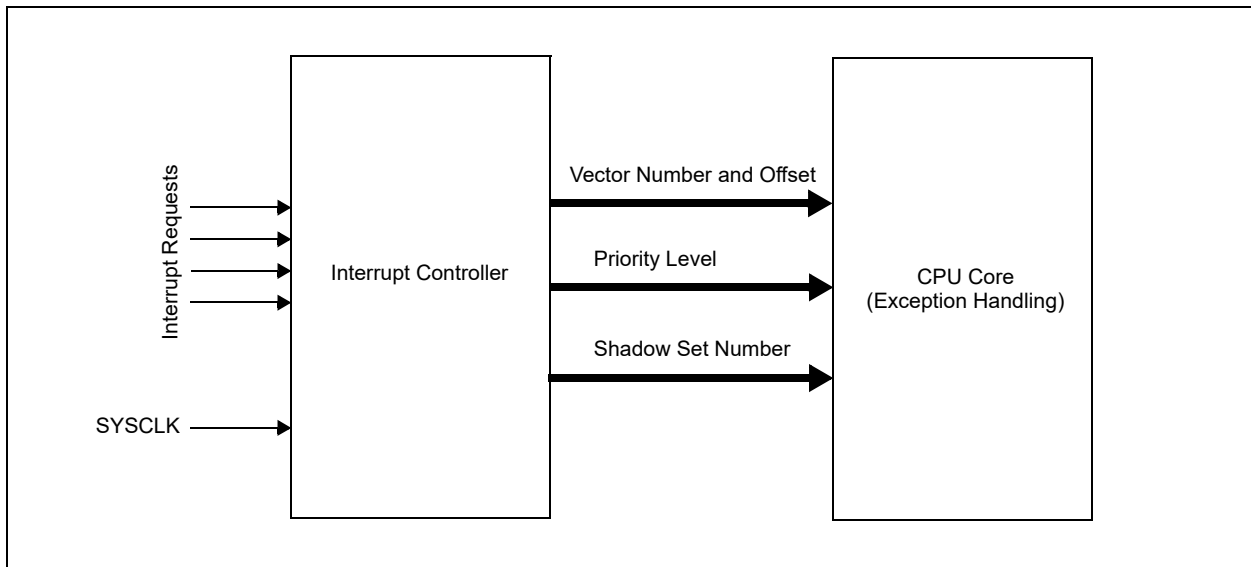 Interrupt Requests
SYSCLK
Interrupt Controller
Vector Number and Offset
Priority Level
Shadow Set Number
CPU Core
(Exception Handling)